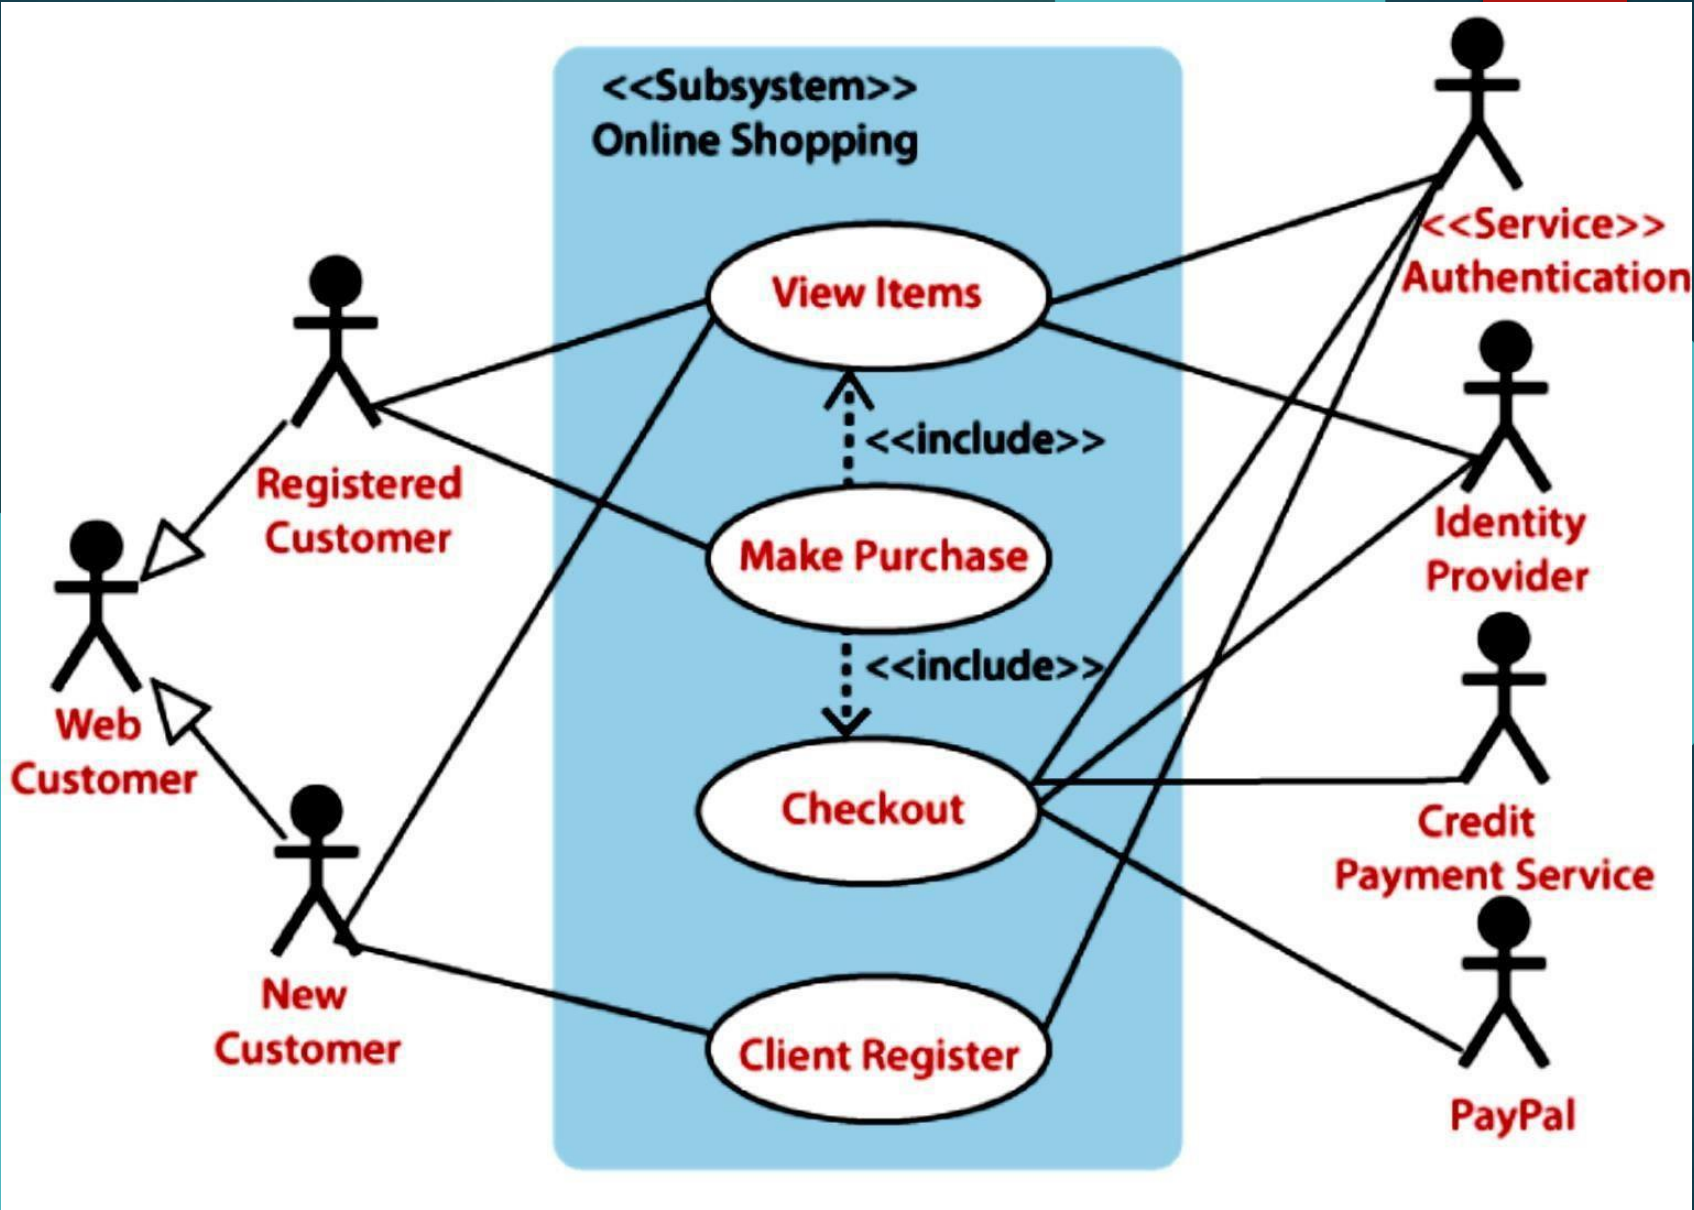 <<Subsystem>>
Online Shopping
View Items
<<include>>
Make Purchase
<<include>>
Checkout
Client Register
Registered
Customer
Web
Customer
New
Customer
<<Service>>
Authentication
Identity
Provider
Credit
Payment Service
PayPal